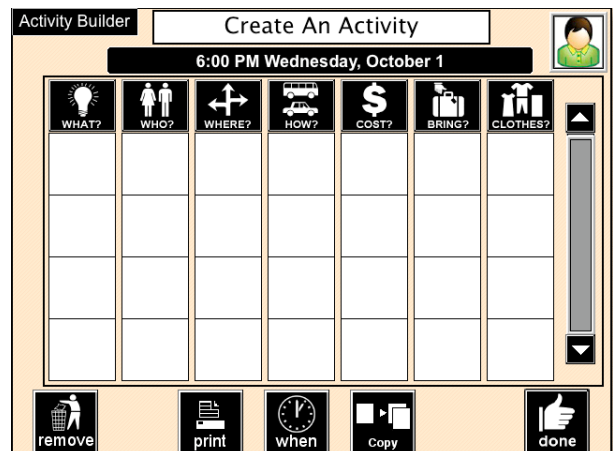 Activity Builder
Create An Activity
6:00 PM Wednesday, October 1
WHAT? WHO? WHERE? HOW? COST? BRING? CLOTHES?
remove print when Copy done